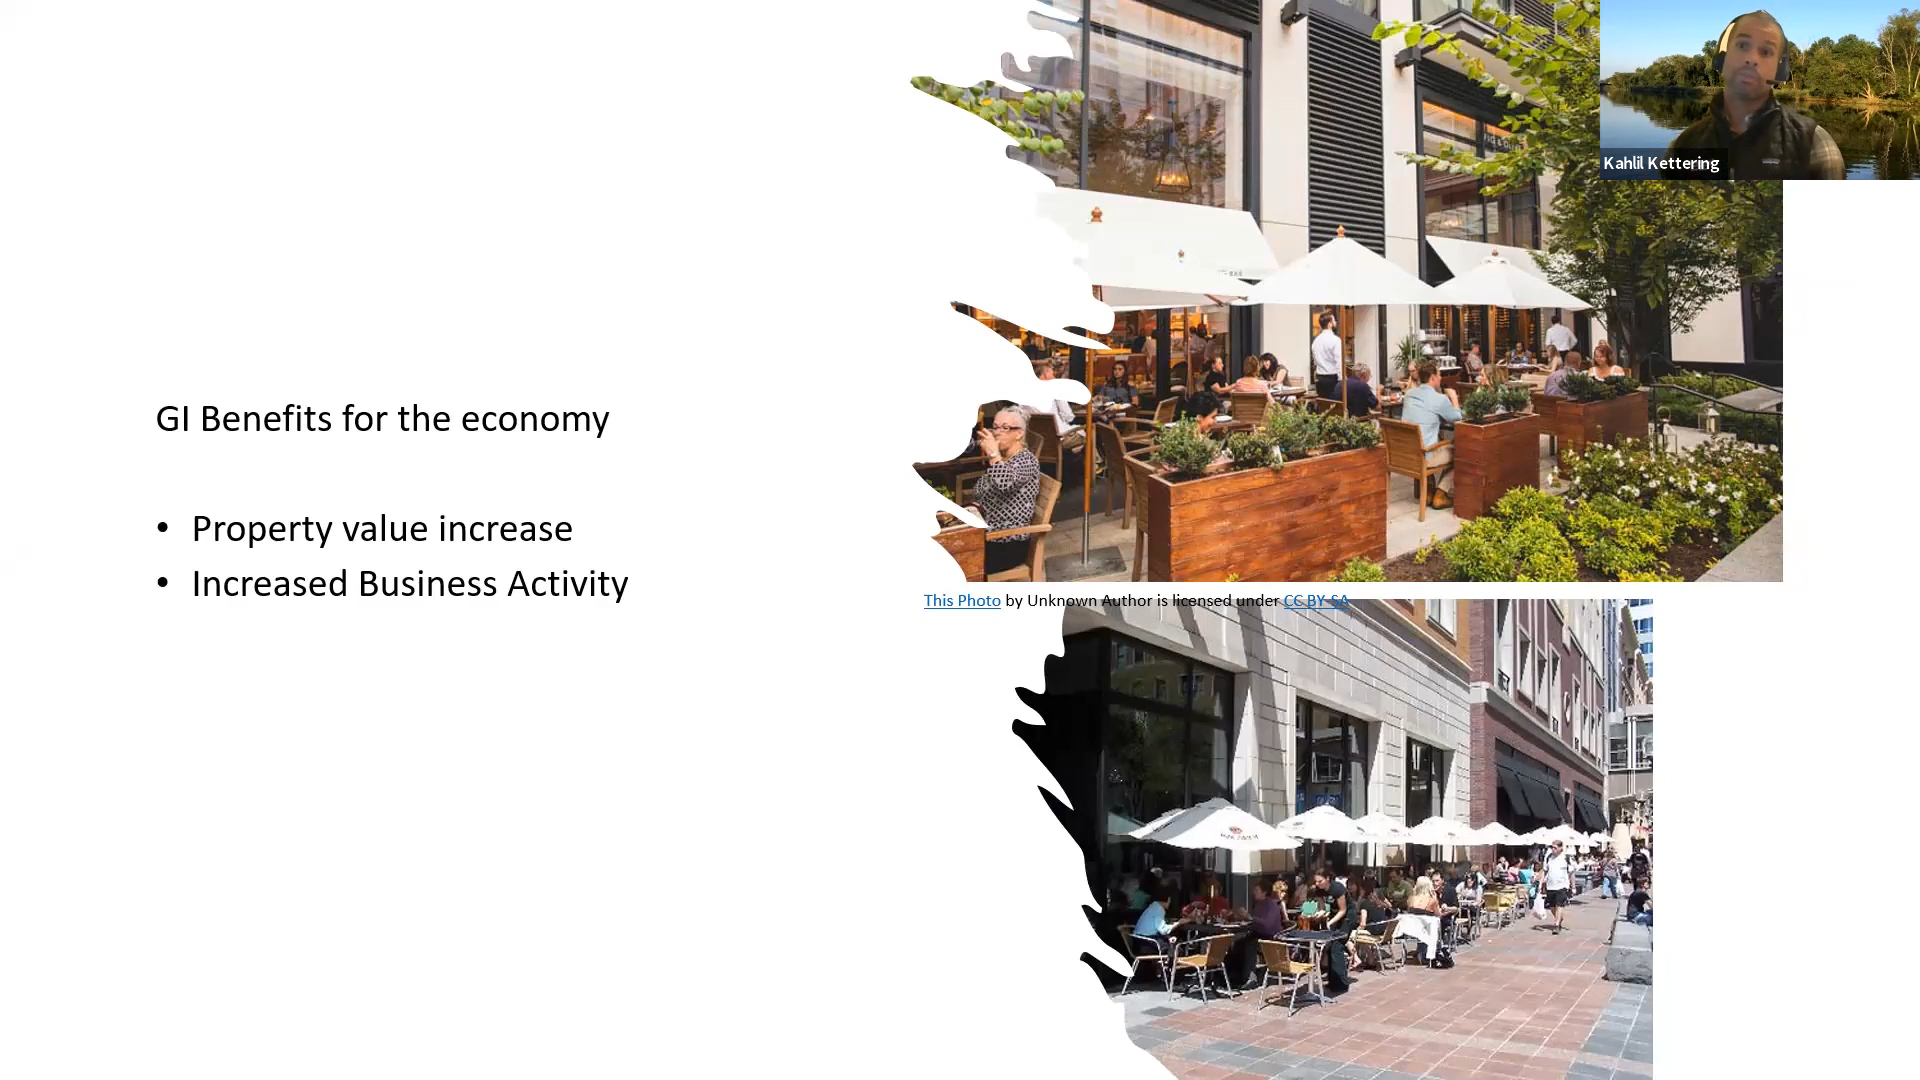 Kahlil Kettering
GI Benefits for the economy
• Property value increase
• Increased Business Activity
This Photo by Unknown Author is licensed under CC BY-SA